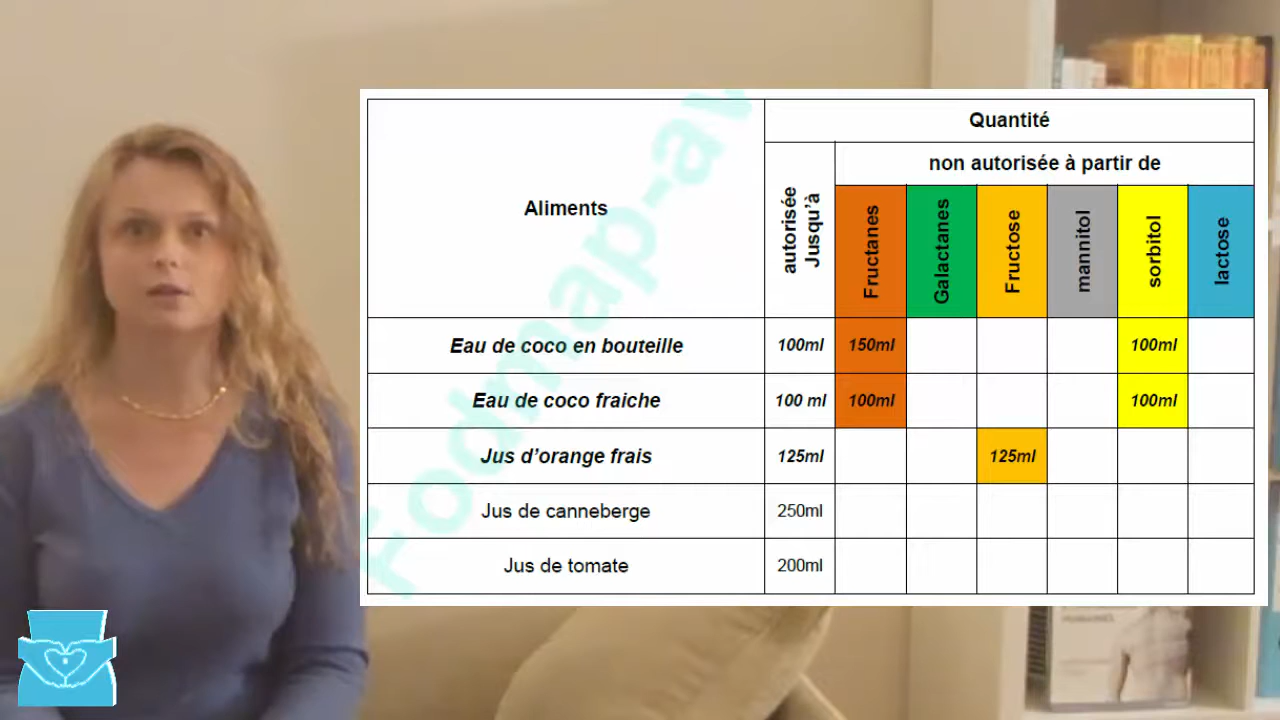 Aliments
Quantité
autorisée
Jusqu'à
non autorisée à partir de
Fructanes
Galactanes
Fructose
mannitol
sorbitol
lactose
Eau de coco en bouteille 100ml 150ml 100ml
Eau de coco fraiche 100 ml 100ml 100ml
Jus d’orange frais 125ml 125ml
Jus de canneberge 250ml
Jus de tomate 200ml
Fodmap-av